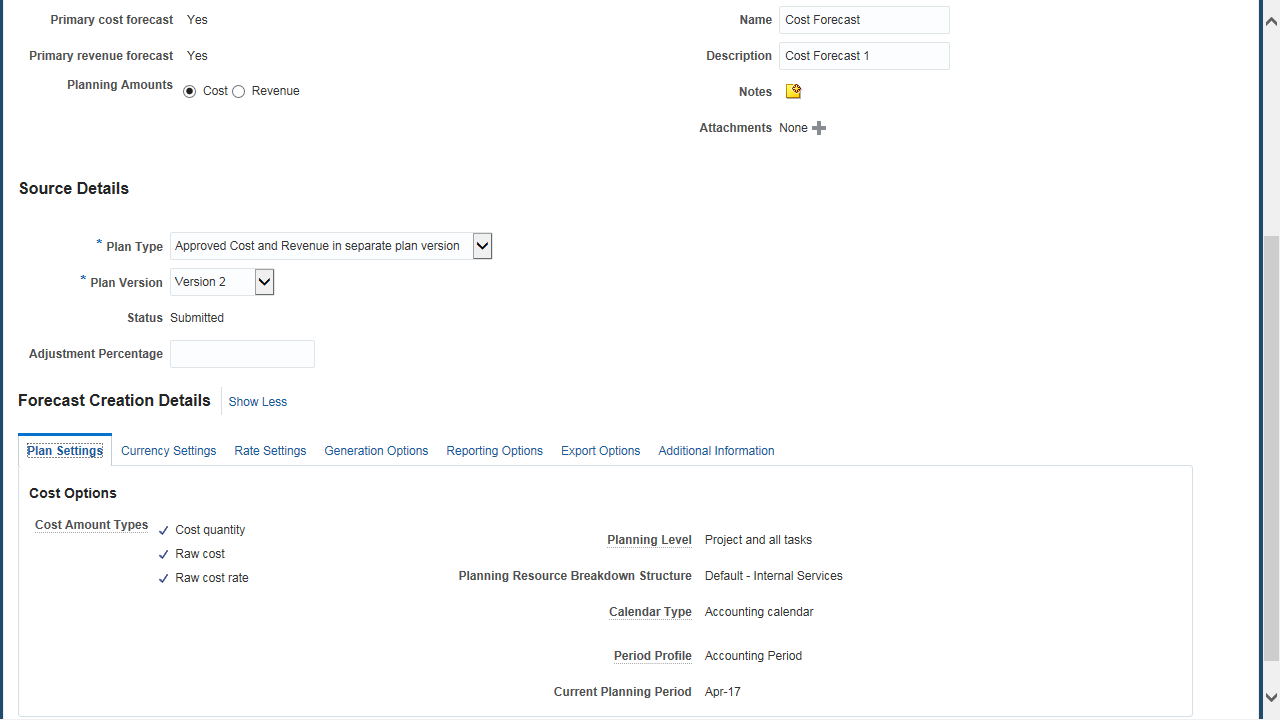 Primary cost forecast Yes
Name Cost Forecast
Primary revenue forecast Yes
Description Cost Forecast 1
Planning Amounts Cost Revenue
Notes
Attachments None
Source Details
* Plan Type Approved Cost and Revenue in separate plan version
* Plan Version Version 2
Status Submitted
Adjustment Percentage
Forecast Creation Details Show Less
Plan Settings Currency Settings Rate Settings Generation Options Reporting Options Export Options Additional Information
Cost Options
Cost Amount Types Cost quantity
Raw cost
Raw cost rate
Planning Level Project and all tasks
Planning Resource Breakdown Structure Default - Internal Services
Calendar Type Accounting calendar
Period Profile Accounting Period
Current Planning Period Apr-17